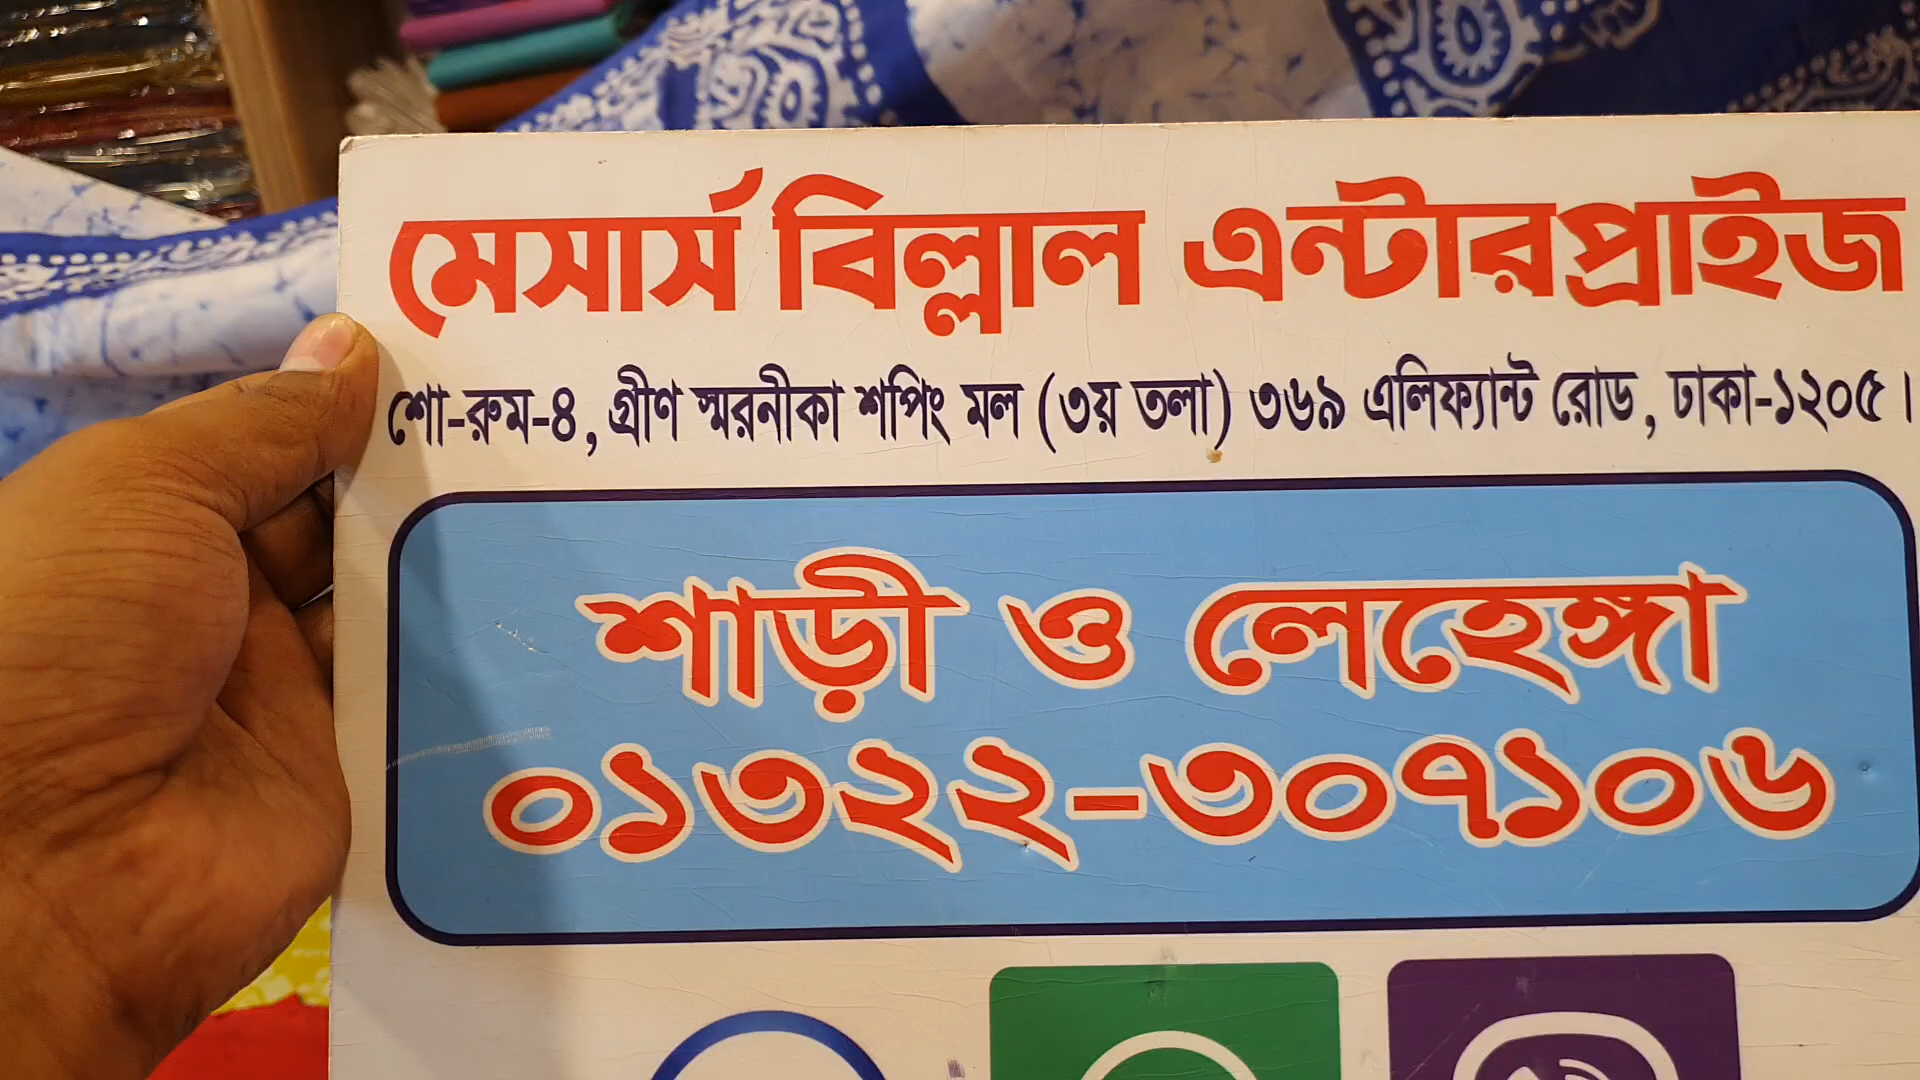 মেসার্স বিল্লাল এন্টারপ্রাইজ
শো-রুম-৪, গ্রীণ স্মরনীকা শপিং মল (৩য় তলা) ৩৬৯ এলিফ্যান্ট রোড, ঢাকা-১২০৫।
শাড়ী ও লেহেঙ্গা
০১৩২২-৩০৭১০৬